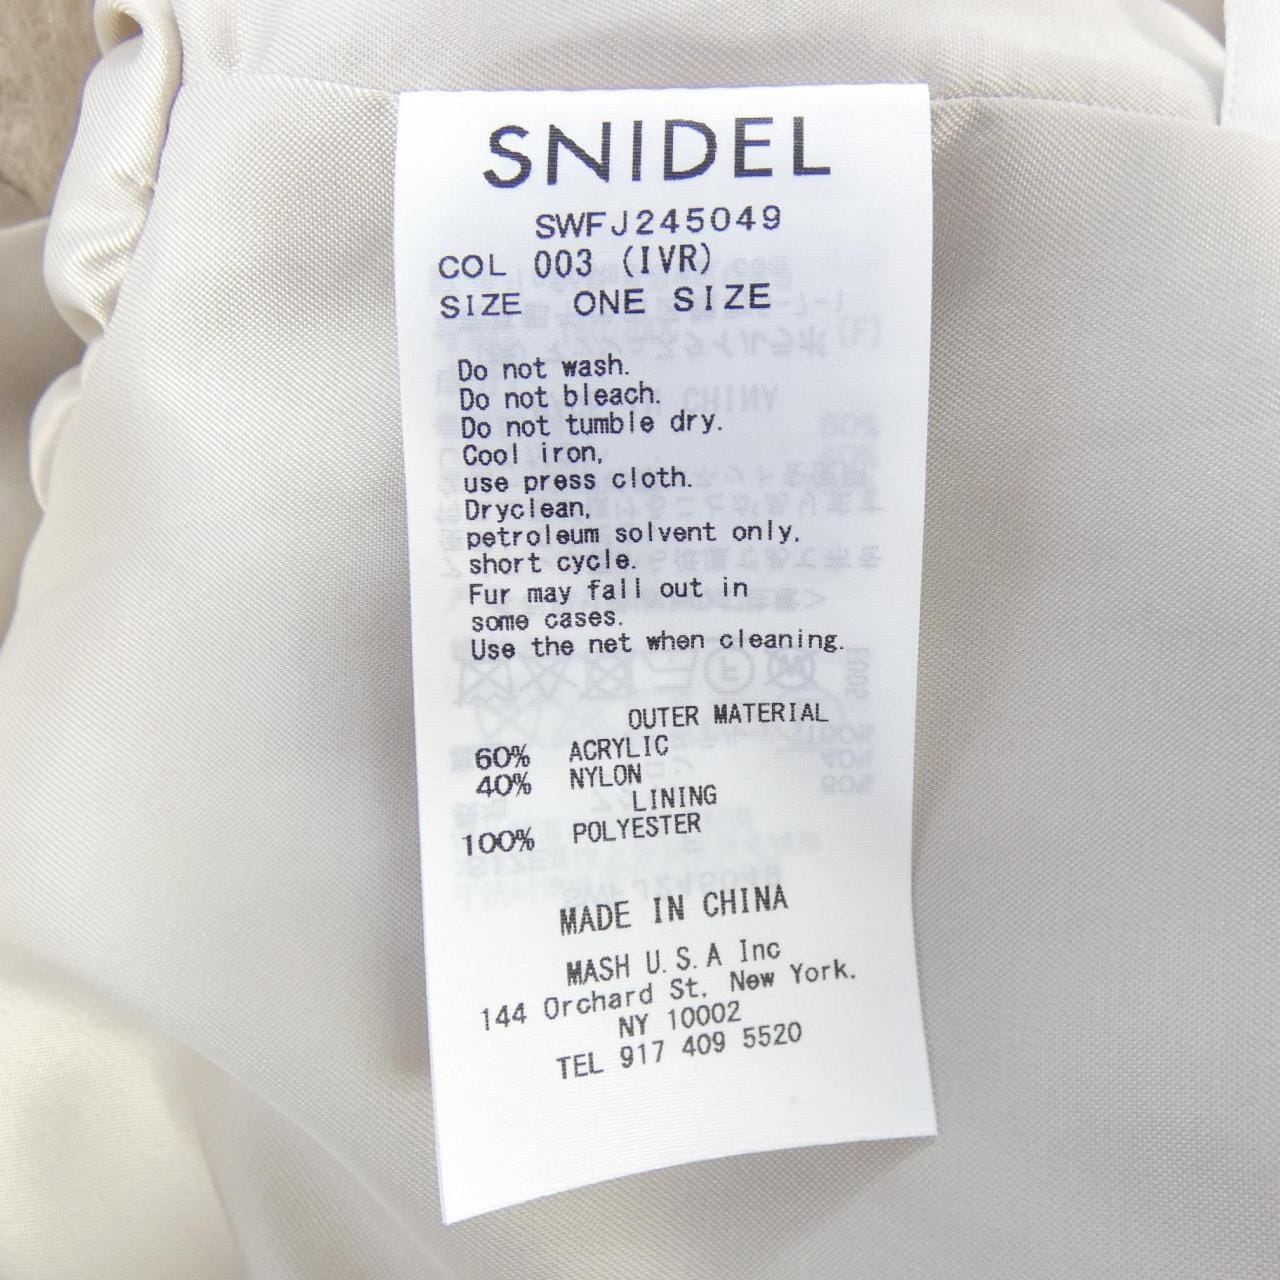 SNIDEL
SWFJ245049
COL 003 (IVR)
SIZE ONE SIZE
Do not wash.
Do not bleach.
Do not tumble dry.
Cool iron,
use press cloth.
Dryclean,
petroleum solvent only,
short cycle.
Fur may fall out in
some cases.
Use the net when cleaning.
OUTER MATERIAL
60% ACRYLIC
40% NYLON
LINING
100% POLYESTER
MADE IN CHINA
MASH U.S.A Inc
144 Orchard St. New York.
NY 10002
TEL 917 409 5520